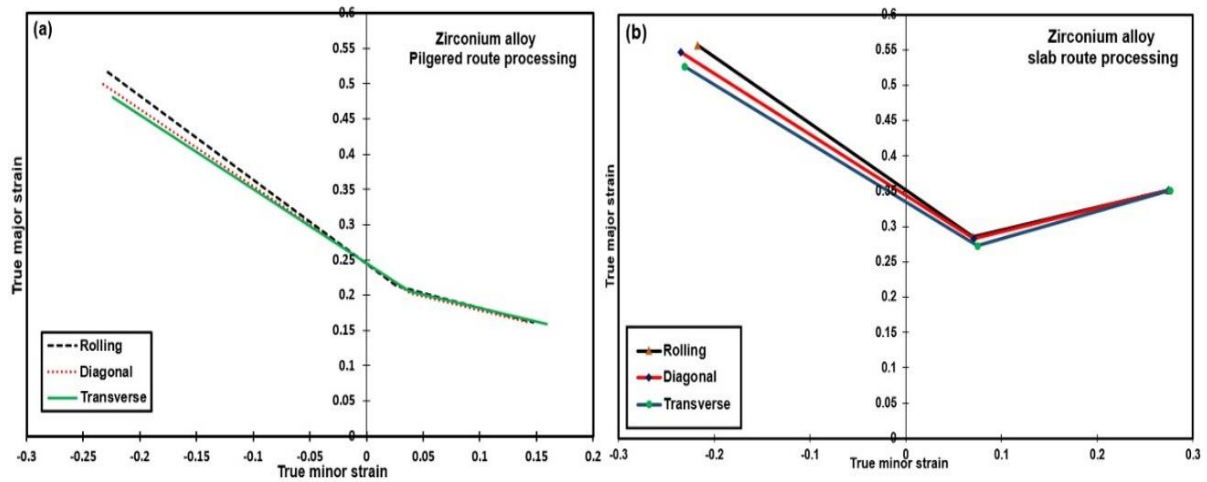 (a)
Zirconium alloy
Pilgered route processing
True major strain
0.6
0.55
0.5
0.45
0.4
0.35
0.3
0.25
0.2
0.15
0.1
0.05
0
Rolling
Diagonal
Transverse
-0.3 -0.25 -0.2 -0.15 -0.1 -0.05 0 0.05 0.1 0.15 0.2
True minor strain
(b)
Zirconium alloy
slab route processing
True major strain
0.6
0.55
0.5
0.45
0.4
0.35
0.3
0.25
0.2
0.15
0.1
0.05
0
Rolling
Diagonal
Transverse
-0.3 -0.2 -0.1 0 0.1 0.2 0.3
True minor strain